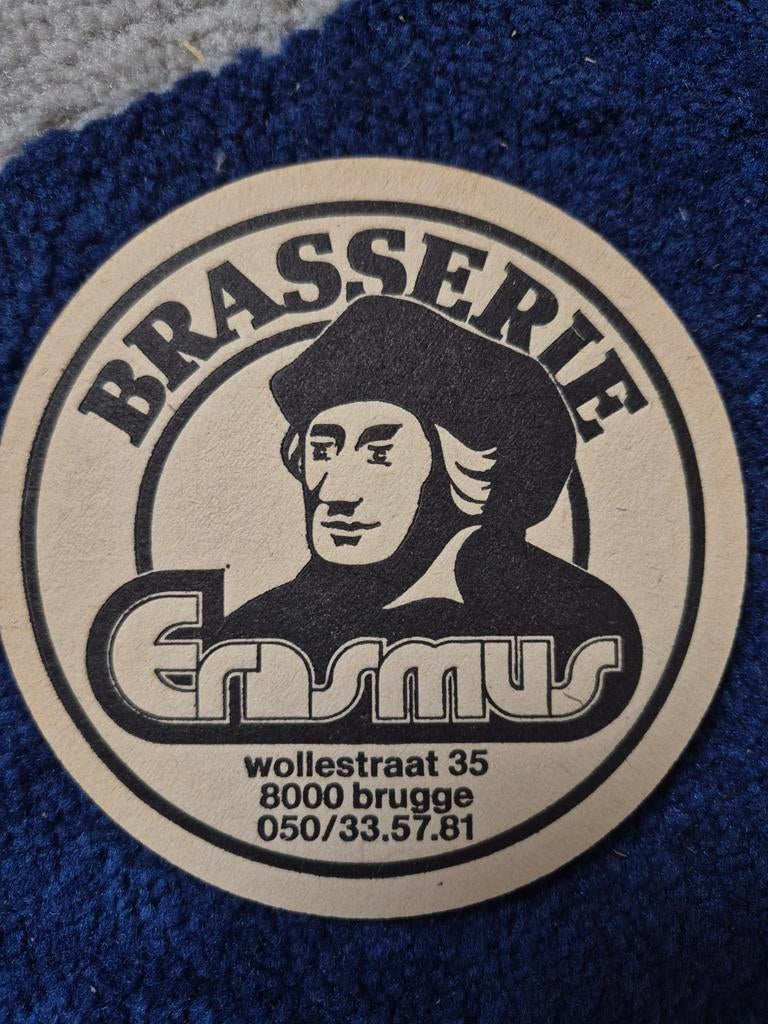 BRASSERIE
Erasmus
wollestraat 35
8000 brugge
050/33.57.81